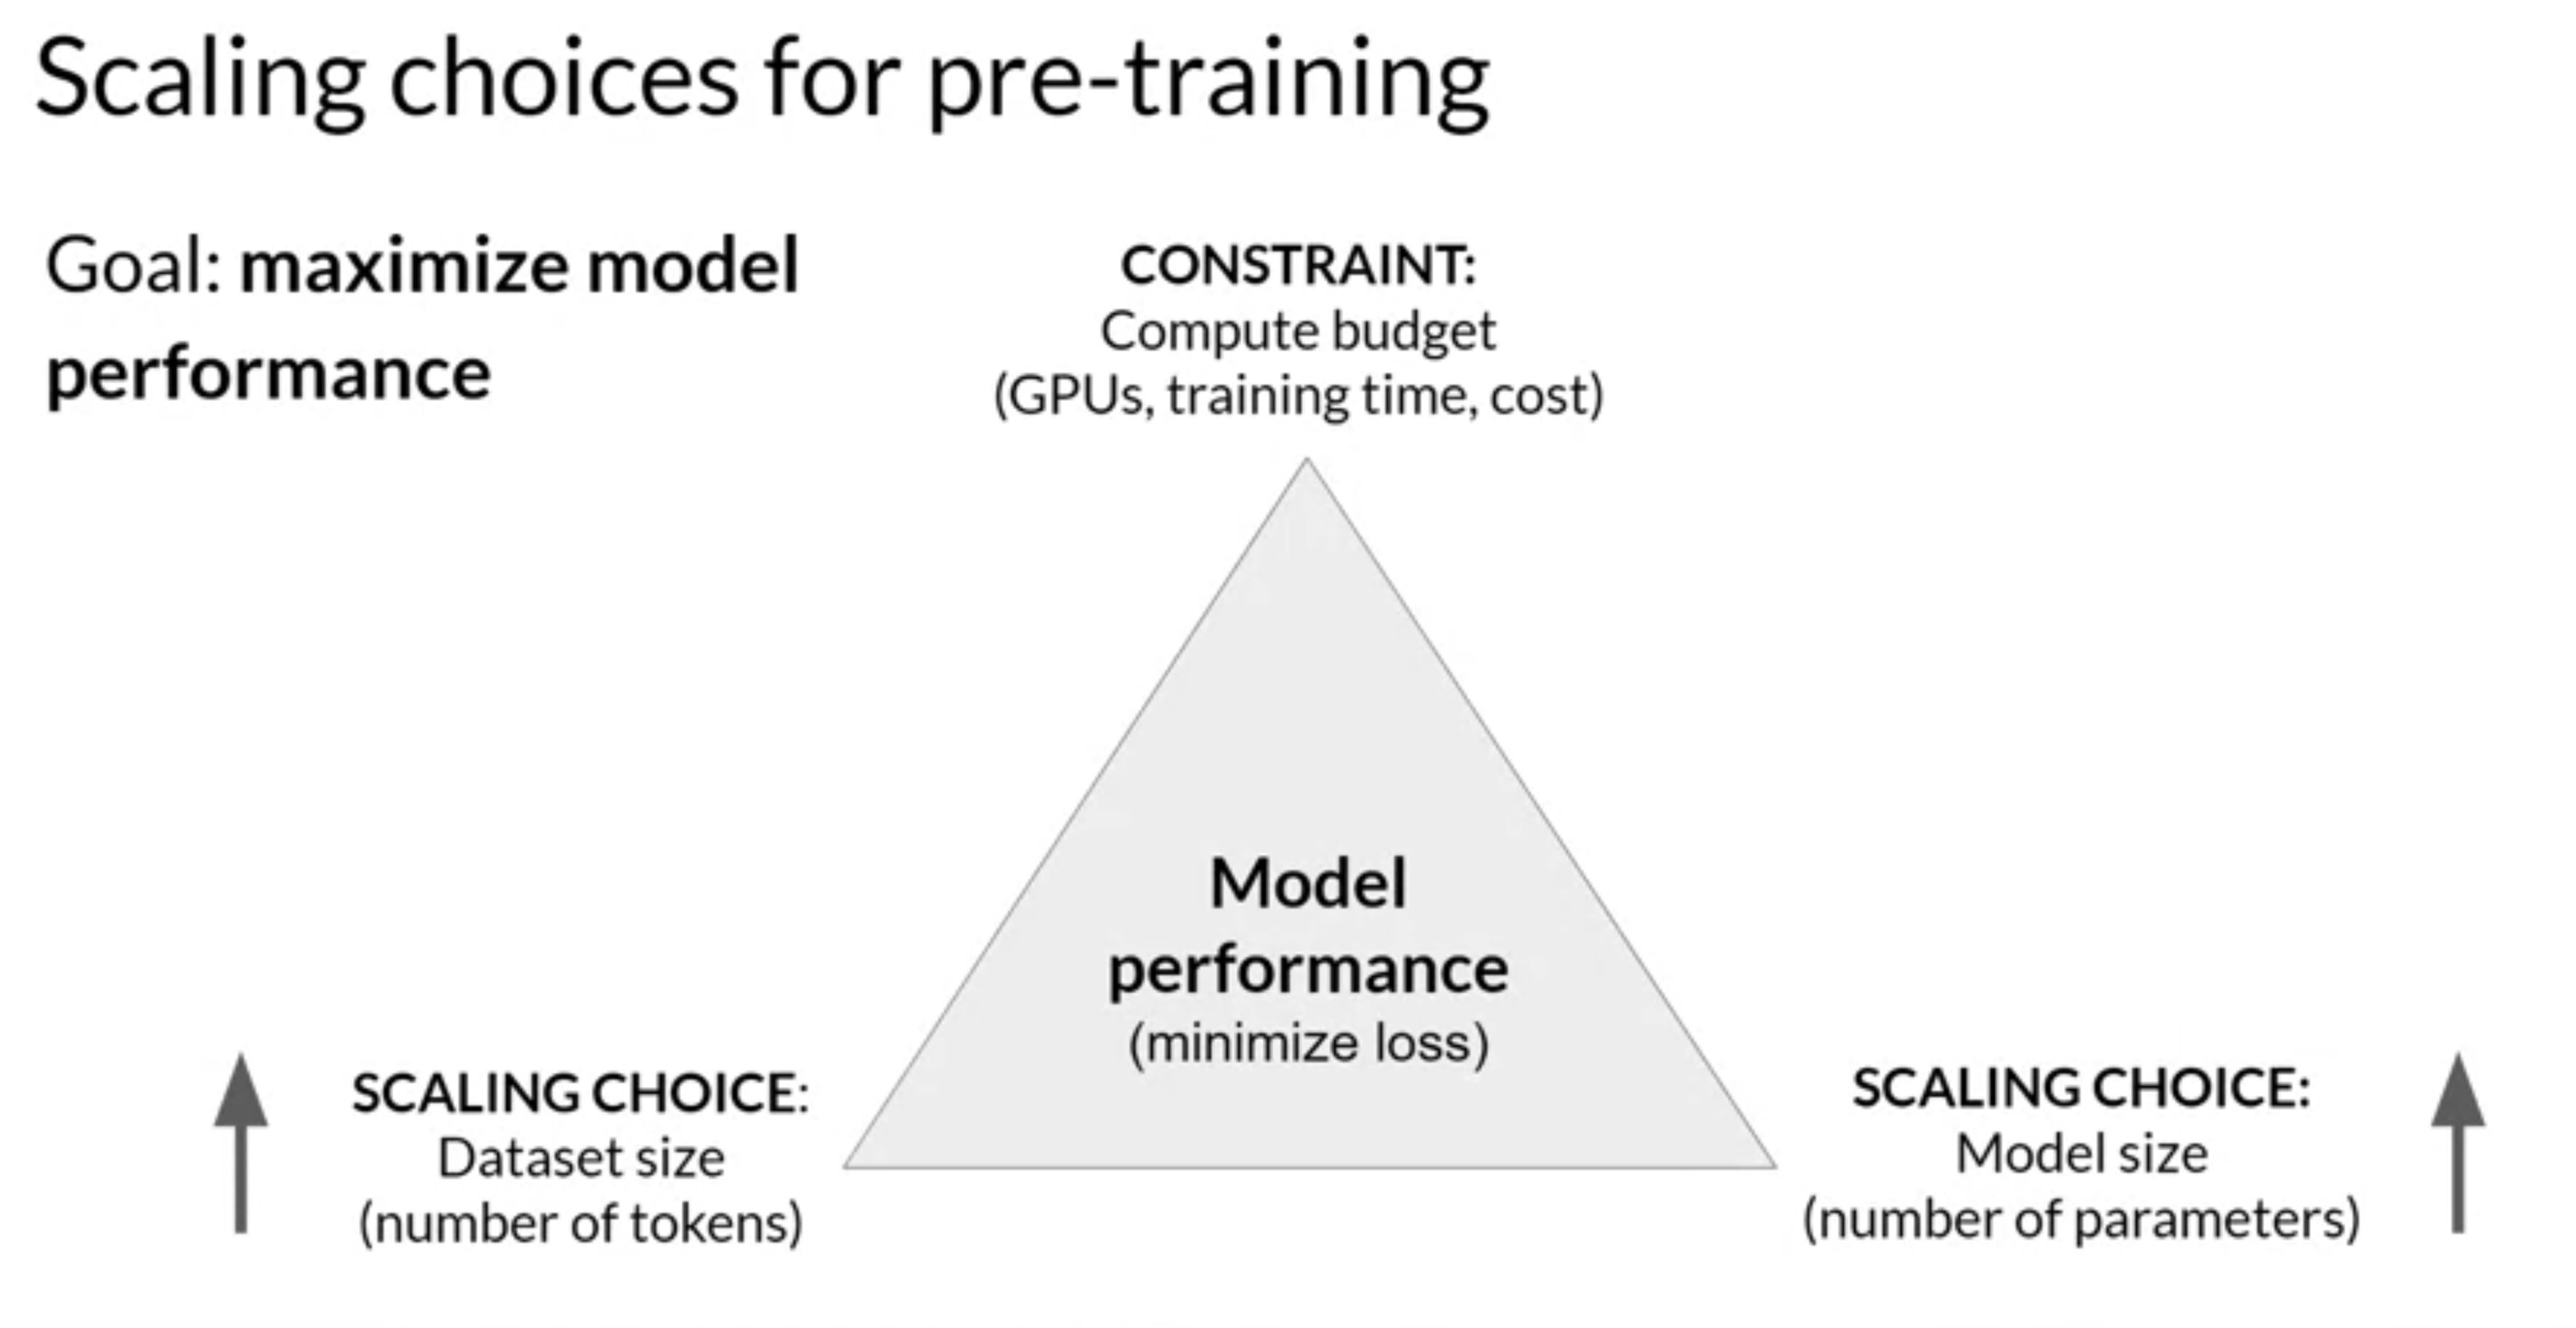 Scaling choices for pre-training
Goal: maximize model
performance
CONSTRAINT:
Compute budget
(GPUs, training time, cost)
Model
performance
(minimize loss)
SCALING CHOICE:
Dataset size
(number of tokens)
SCALING CHOICE:
Model size
(number of parameters)